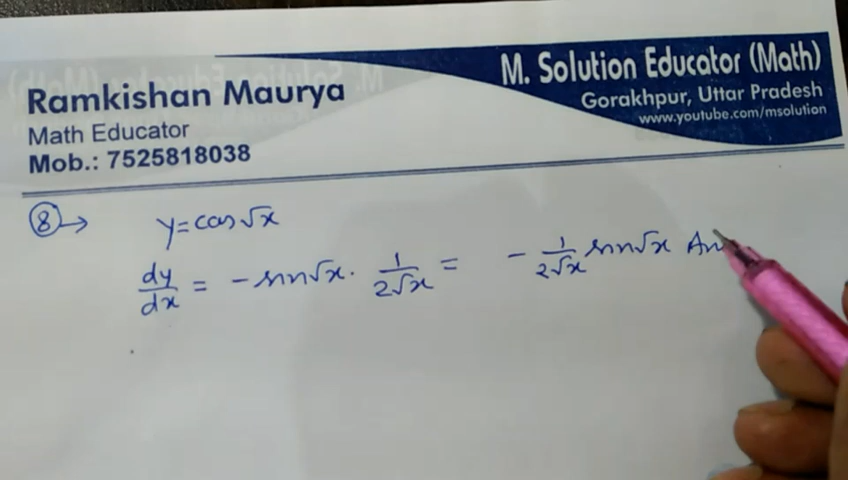 Ramkishan Maurya
Math Educator
Mob.: 7525818038
M. Solution Educator (Math)
Gorakhpur, Uttar Pradesh
www.youtube.com/msolution
⑧→ y=cos√x
dy/dx = -sin√x · 1/2√x = - 1/2√x sin√x An